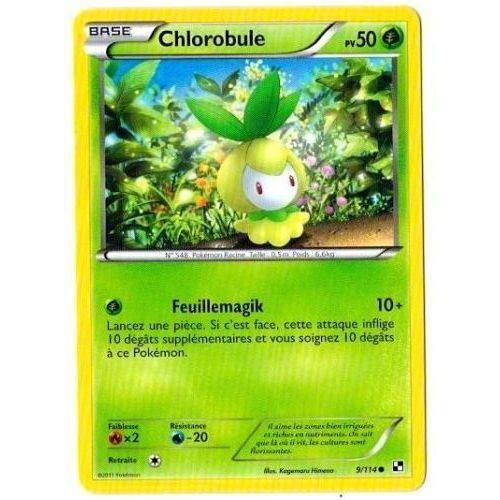 BASE Chlorobule PV50
N° 548 Pokémon Racine Taille : 0,5m Poids : 6,6kg
Feuillemagik 10+
Lancez une pièce. Si c'est face, cette attaque inflige
10 dégâts supplémentaires et vous soignez 10 dégâts
à ce Pokémon.
Faiblesse Résistance
×2 -20
Retraite
Il aime les zones bien irriguées
et riches en nutriments. On sait
que là où il vit, les cultures sont
florissantes.
©2011 Pokémon Illus. Kagemaru Himeno 9/114